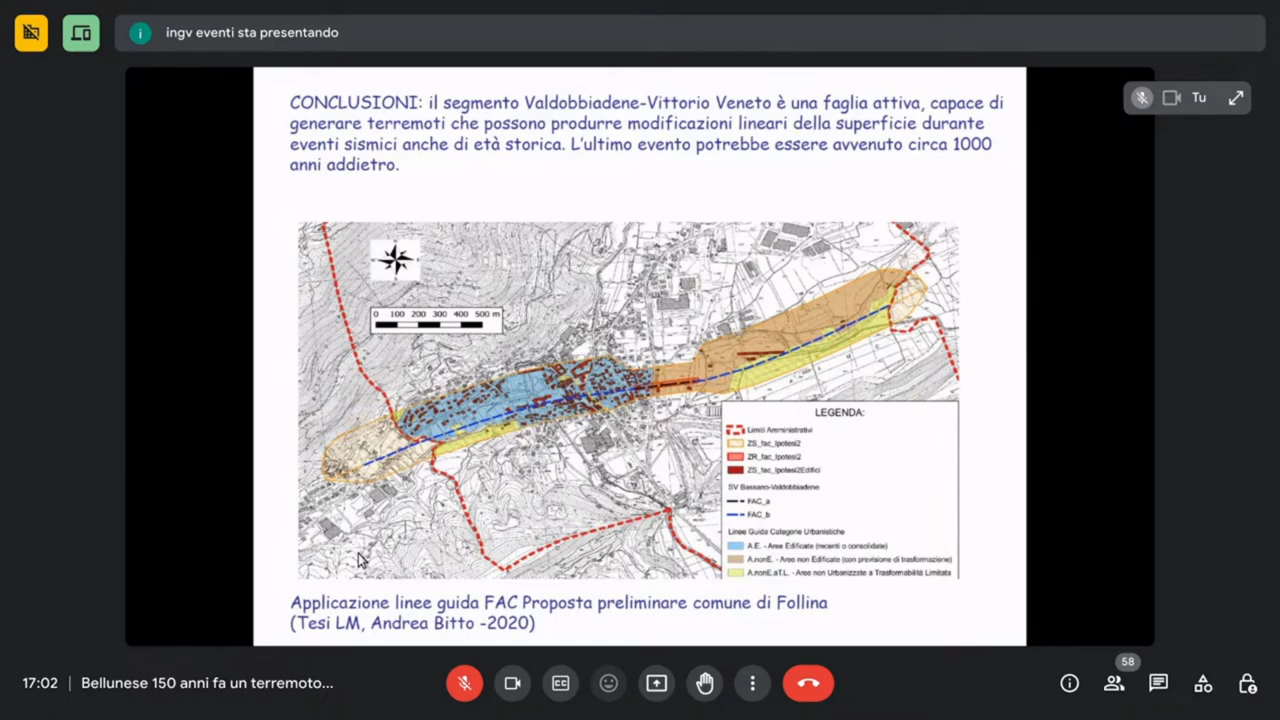 ingv eventi sta presentando
Tu
CONCLUSIONI: il segmento Valdobbiadene-Vittorio Veneto è una faglia attiva, capace di
generare terremoti che possono produrre modificazioni lineari della superficie durante
eventi sismici anche di età storica. L'ultimo evento potrebbe essere avvenuto circa 1000
anni addietro.
0 100 200 300 400 500 m
LEGENDA:
Limiti Amministrativi
ZS_fac_Ipotesi2
ZR_fac_Ipotesi2
ZS_fac_Ipotesi2Edifici
SV Bassano-Valdobbiadene
FAC_a
FAC_b
Linee Guida Categorie Urbanistiche
A.E. - Aree Edificate (recenti o consolidate)
A.nonE. - Aree non Edificate (con previsione di trasformazione)
A.nonE.aT.L. - Aree non Urbanizzate a Trasformabilità Limitata
Applicazione linee guida FAC Proposta preliminare comune di Follina
(Tesi LM, Andrea Bitto -2020)
58
17:02 | Bellunese 150 anni fa un terremoto...